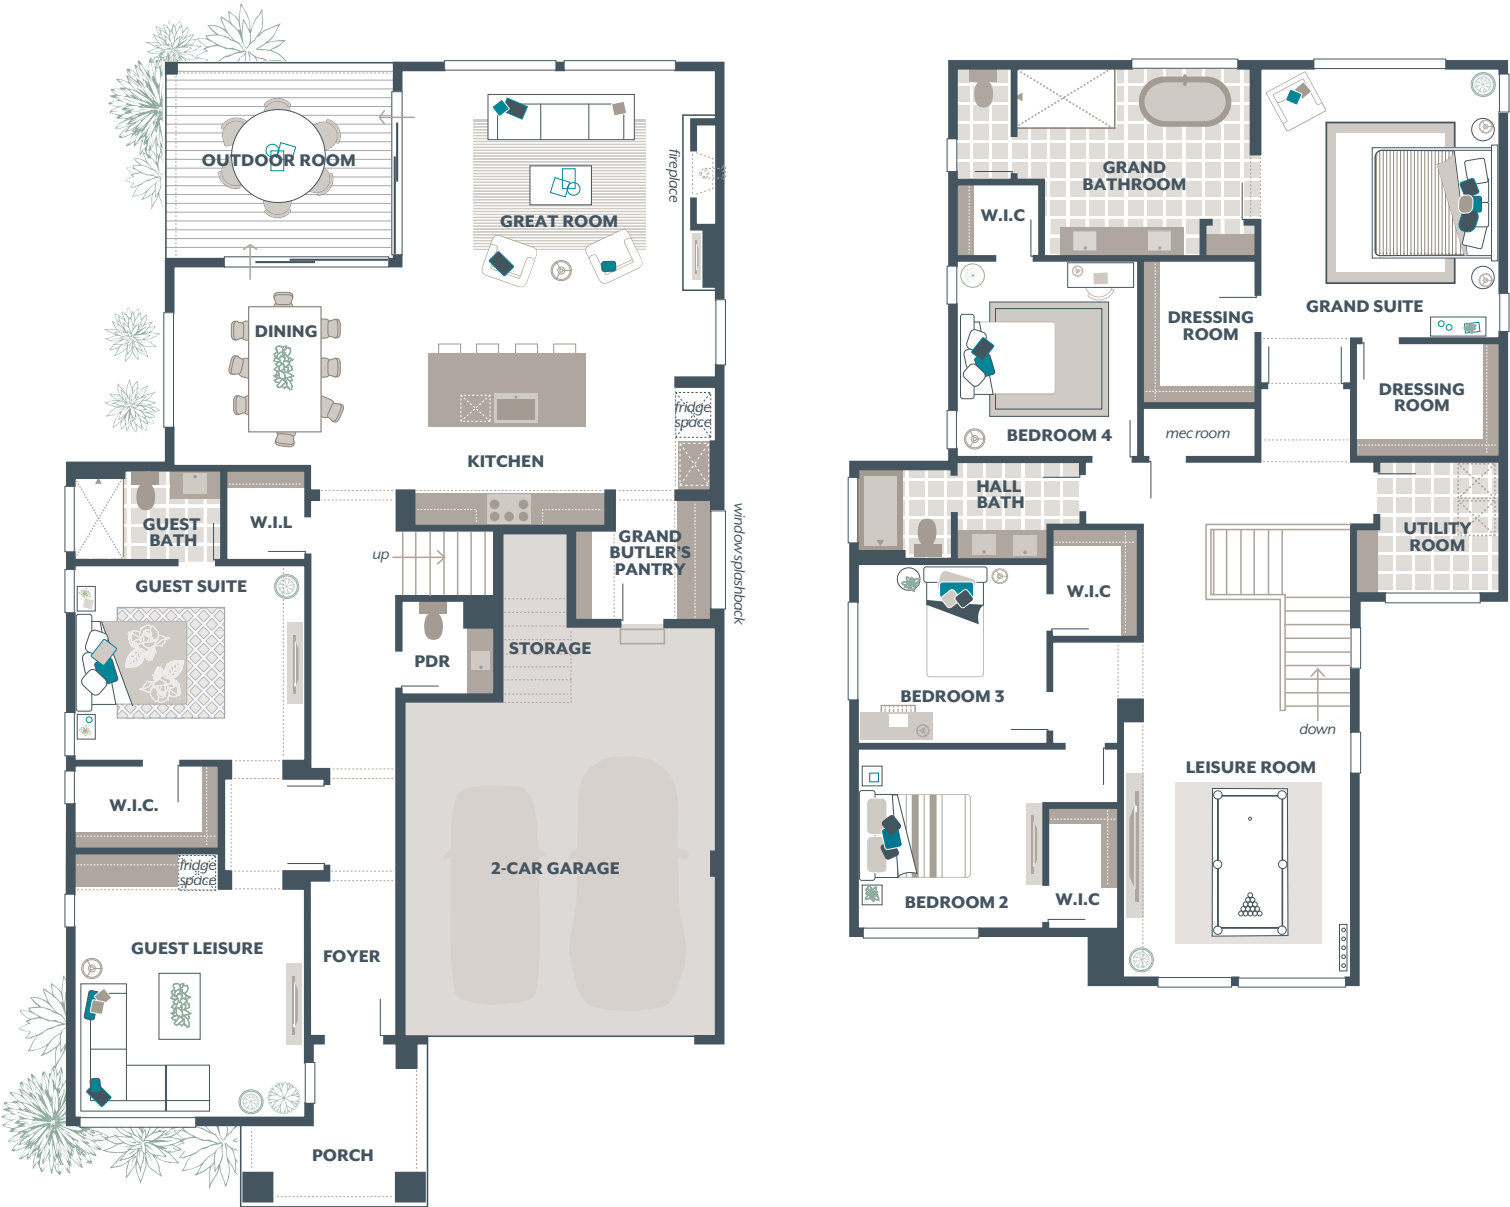 OUTDOOR ROOM
fireplace
GREAT ROOM
DINING
fridge
space
KITCHEN
GUEST
BATH
W.I.L
up
GRAND
BUTLER'S
PANTRY
window splashback
GUEST SUITE
PDR
STORAGE
W.I.C.
fridge
space
2-CAR GARAGE
GUEST LEISURE
FOYER
PORCH
GRAND
BATHROOM
W.I.C
GRAND SUITE
DRESSING
ROOM
DRESSING
ROOM
BEDROOM 4
mec room
HALL
BATH
UTILITY
ROOM
W.I.C
BEDROOM 3
down
LEISURE ROOM
BEDROOM 2
W.I.C